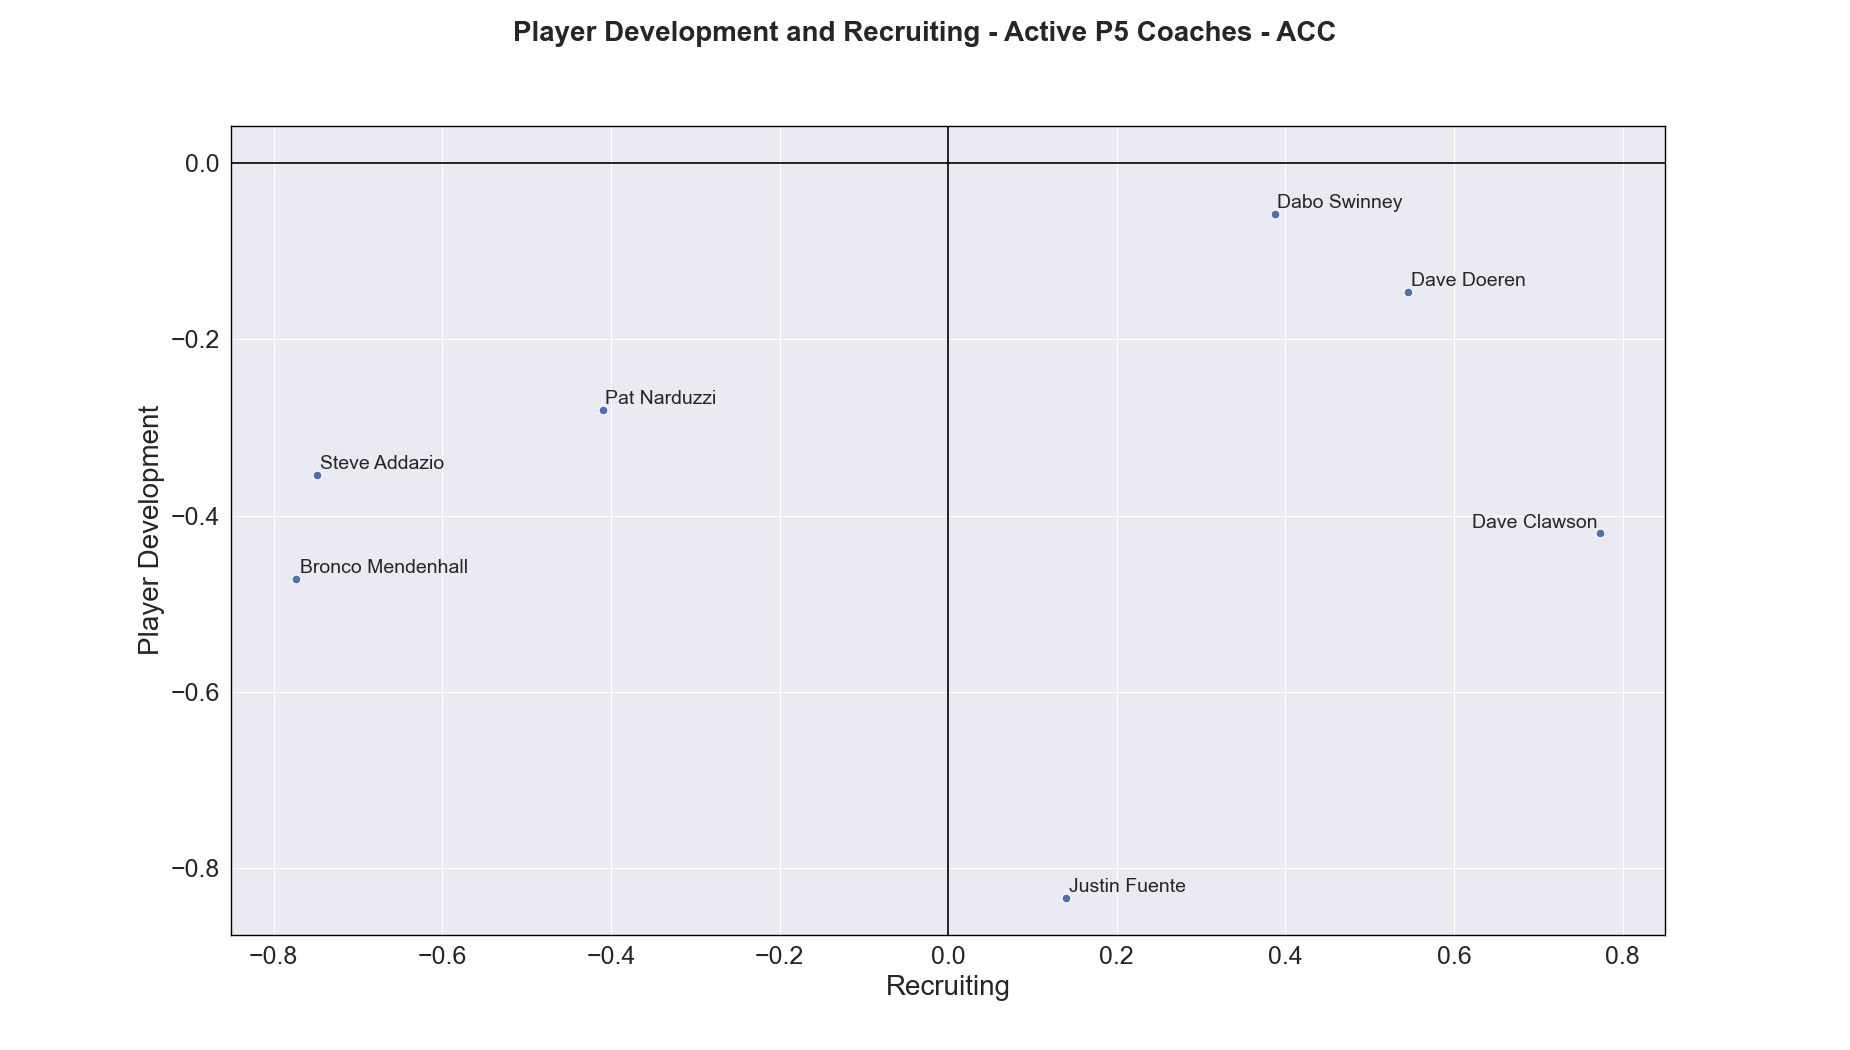 Player Development and Recruiting - Active P5 Coaches - ACC
0.0
Dabo Swinney
Dave Doeren
−0.2
Pat Narduzzi
Steve Addazio
Player Development
−0.4
Dave Clawson
Bronco Mendenhall
−0.6
−0.8
Justin Fuente
−0.8 −0.6 −0.4 −0.2 0.0 0.2 0.4 0.6 0.8
Recruiting